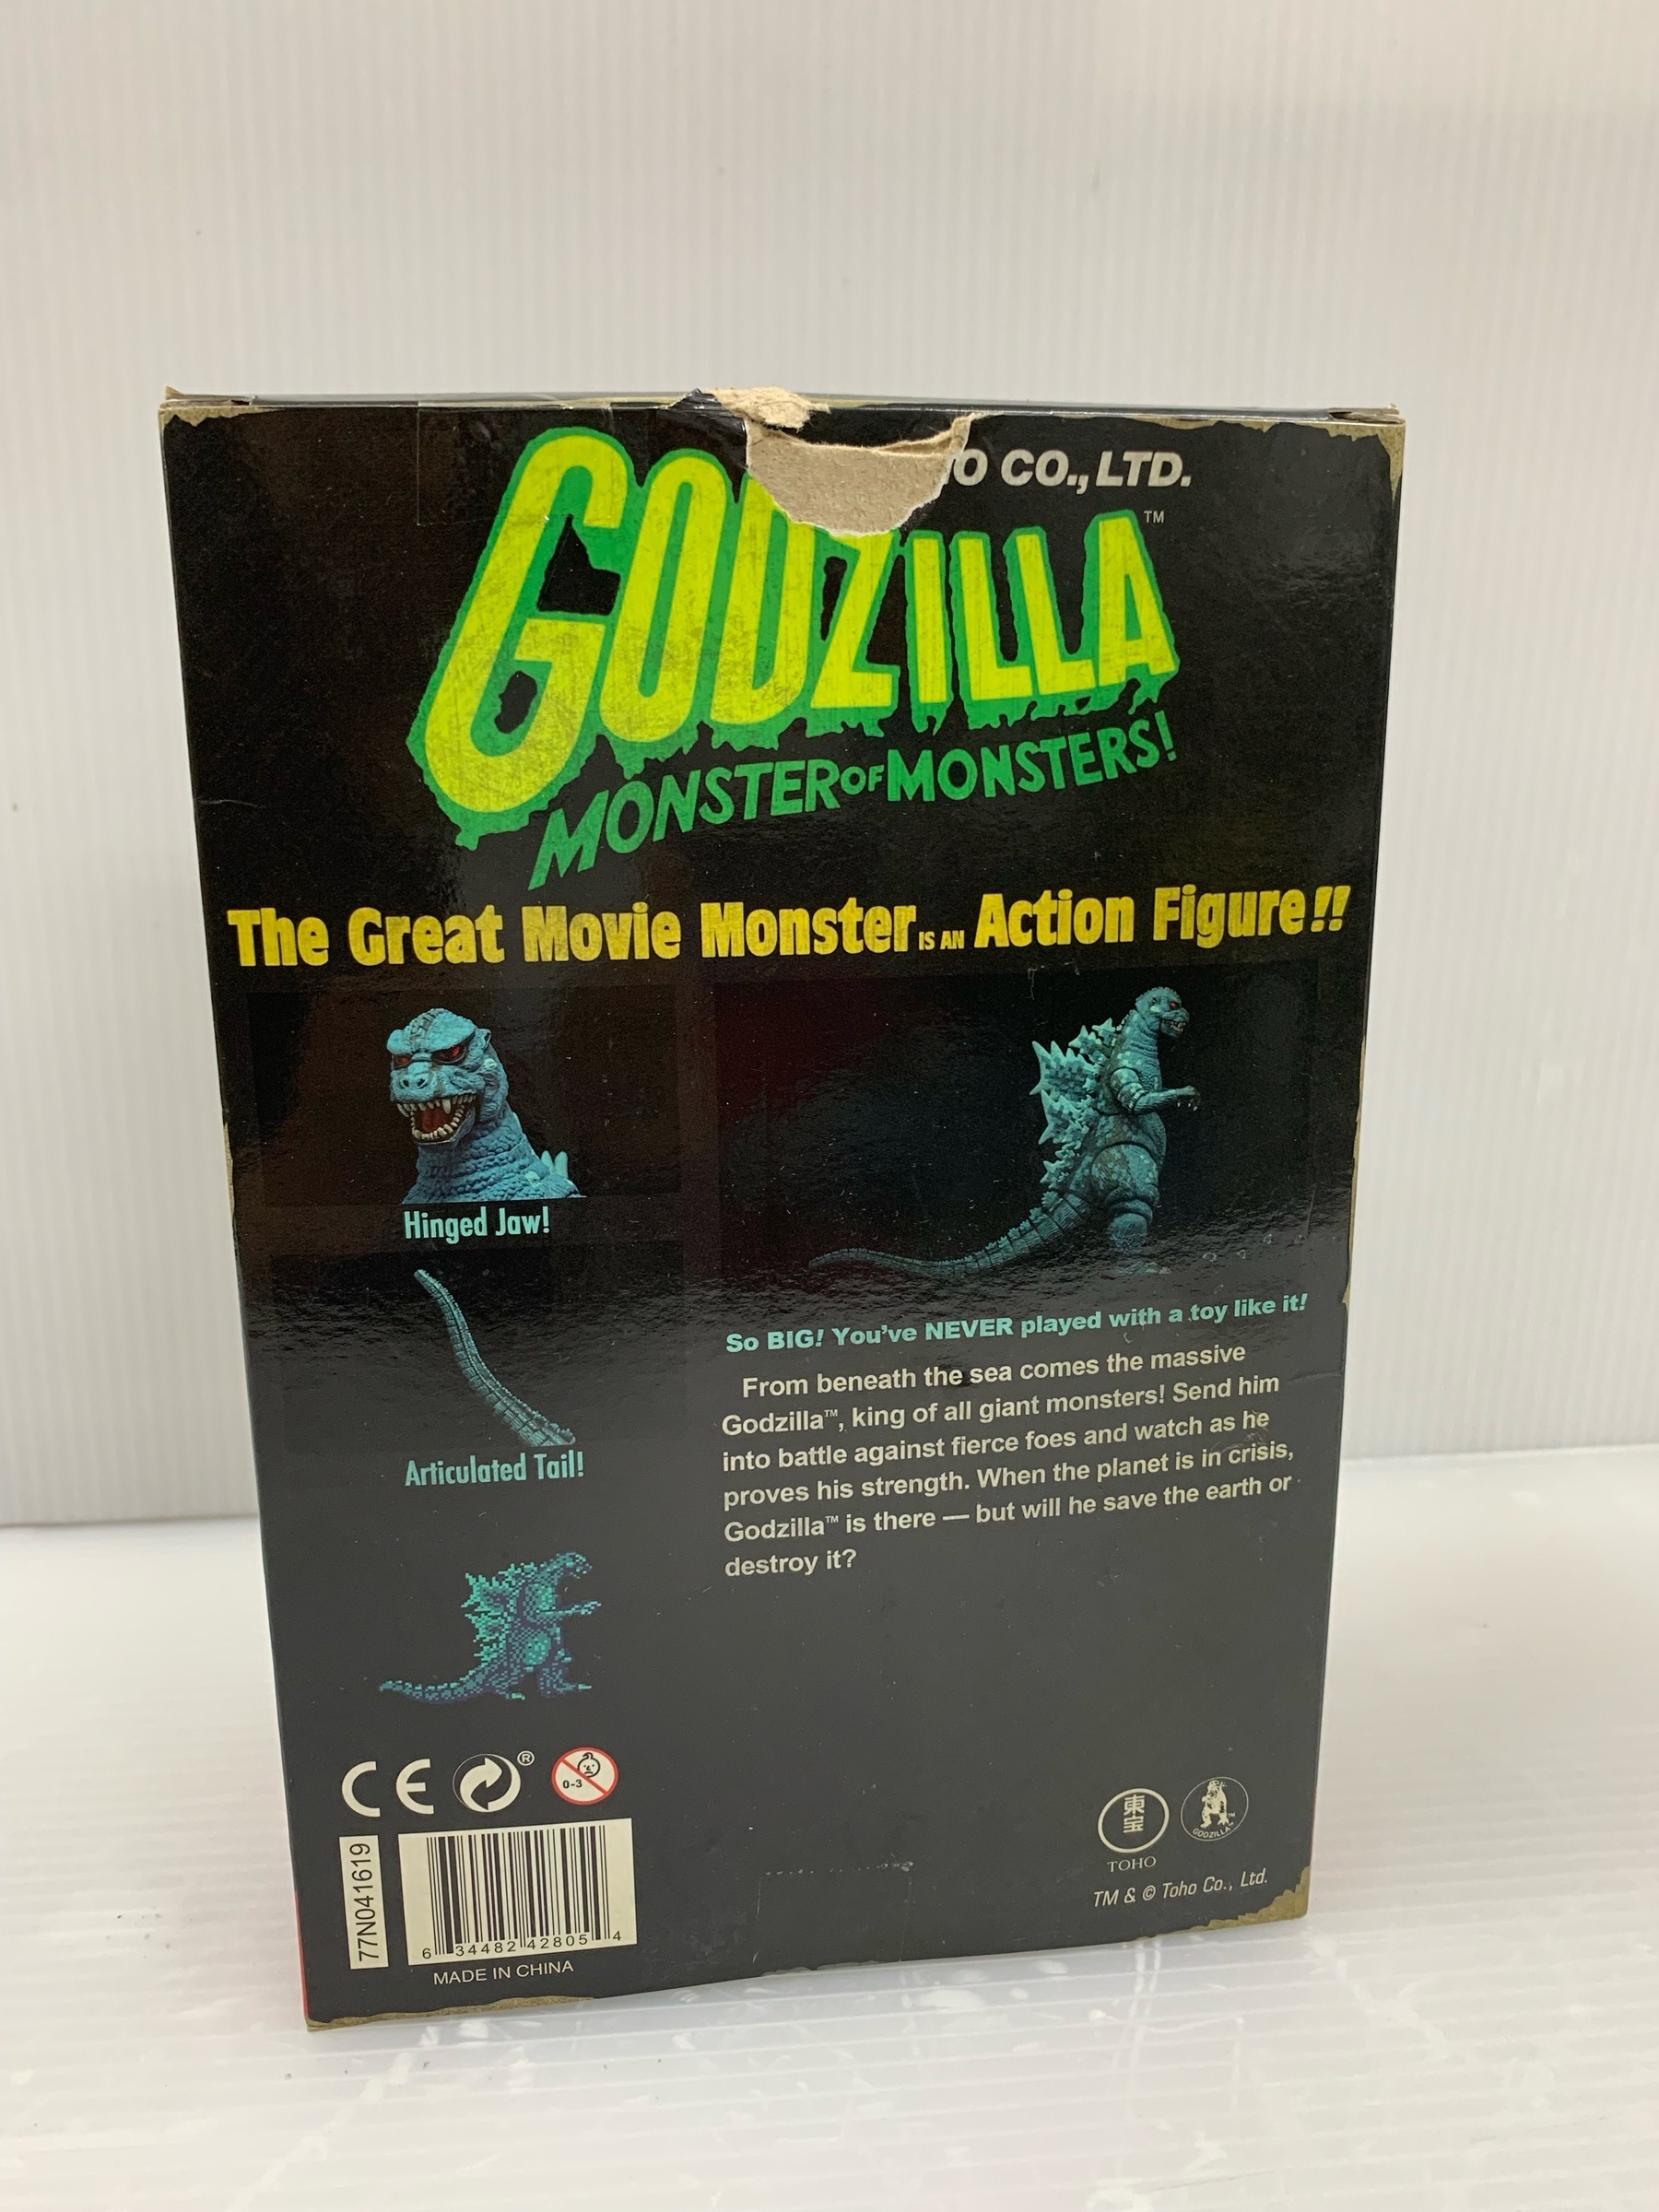 CO., LTD.
GODZILLA™
MONSTER OF MONSTERS!
The Great Movie Monster IS AN Action Figure!!
Hinged Jaw!
Articulated Tail!
So BIG! You've NEVER played with a toy like it!
From beneath the sea comes the massive
Godzilla™, king of all giant monsters! Send him
into battle against fierce foes and watch as he
proves his strength. When the planet is in crisis,
Godzilla™ is there — but will he save the earth or
destroy it?
CE ®
0-3
77N041619
6 34482 42805 4
MADE IN CHINA
東宝
TOHO
GODZILLA™
TM & © Toho Co., Ltd.